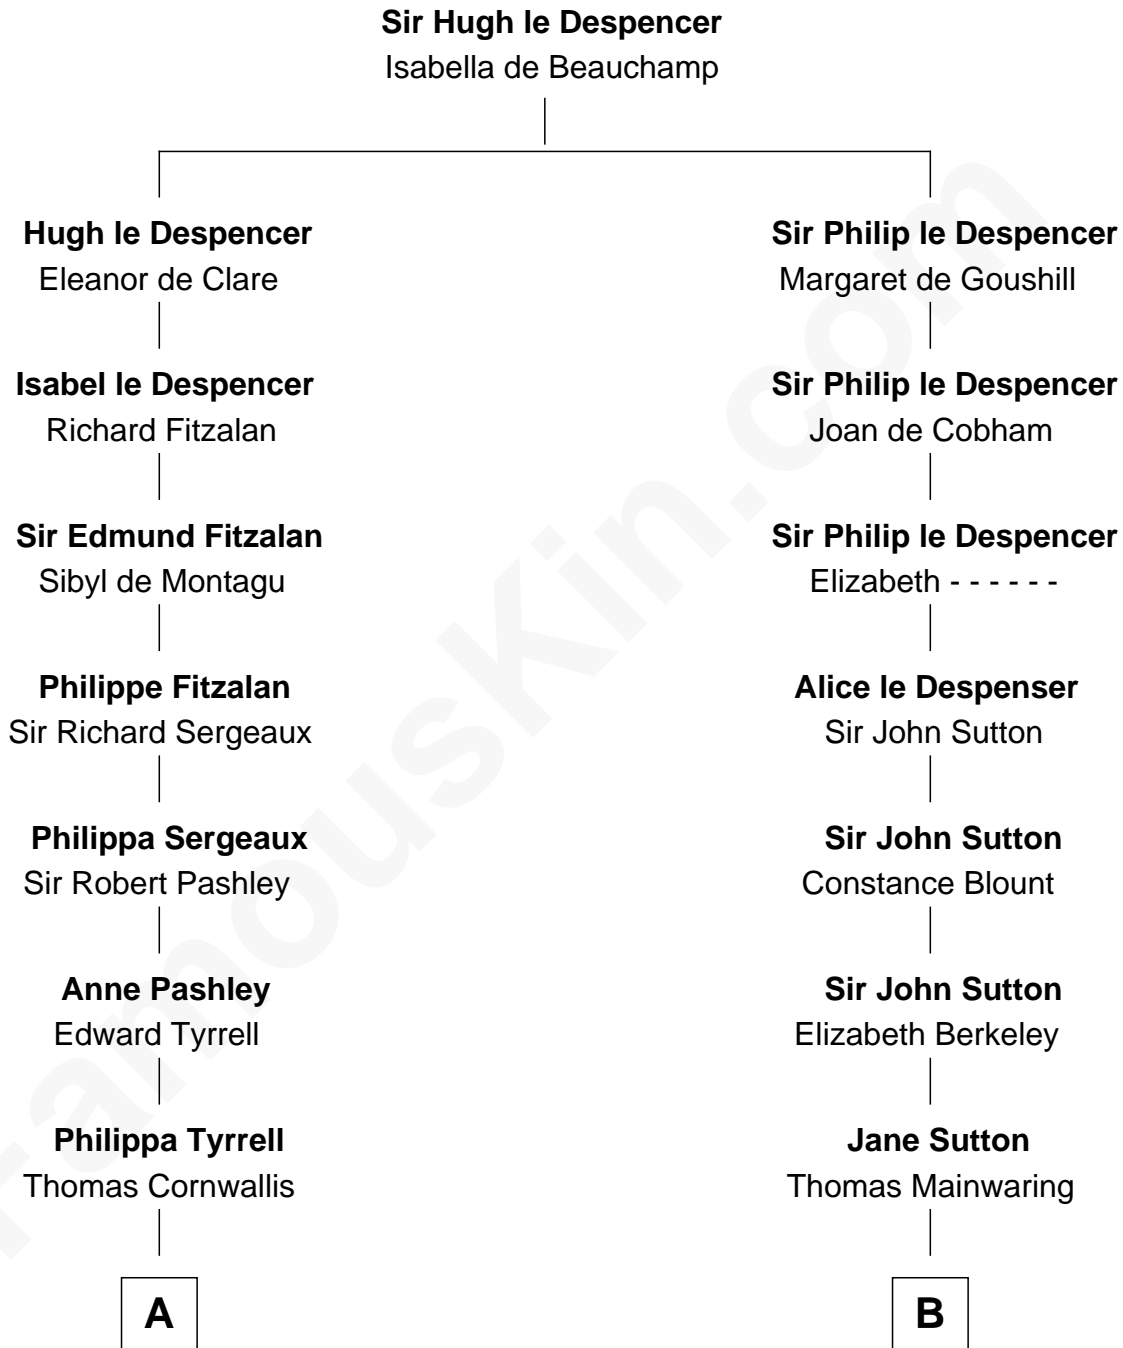 Sir Hugh le Despencer
Isabella de Beauchamp
Hugh le Despencer
Eleanor de Clare
Isabel le Despencer
Richard Fitzalan
Sir Edmund Fitzalan
Sibyl de Montagu
Philippe Fitzalan
Sir Richard Sergeaux
Philippa Sergeaux
Sir Robert Pashley
Anne Pashley
Edward Tyrrell
Philippa Tyrrell
Thomas Cornwallis
A
Sir Philip le Despencer
Margaret de Goushill
Sir Philip le Despencer
Joan de Cobham
Sir Philip le Despencer
Elizabeth - - - - - -
Alice le Despenser
Sir John Sutton
Sir John Sutton
Constance Blount
Sir John Sutton
Elizabeth Berkeley
Jane Sutton
Thomas Mainwaring
B
FamousKin.com